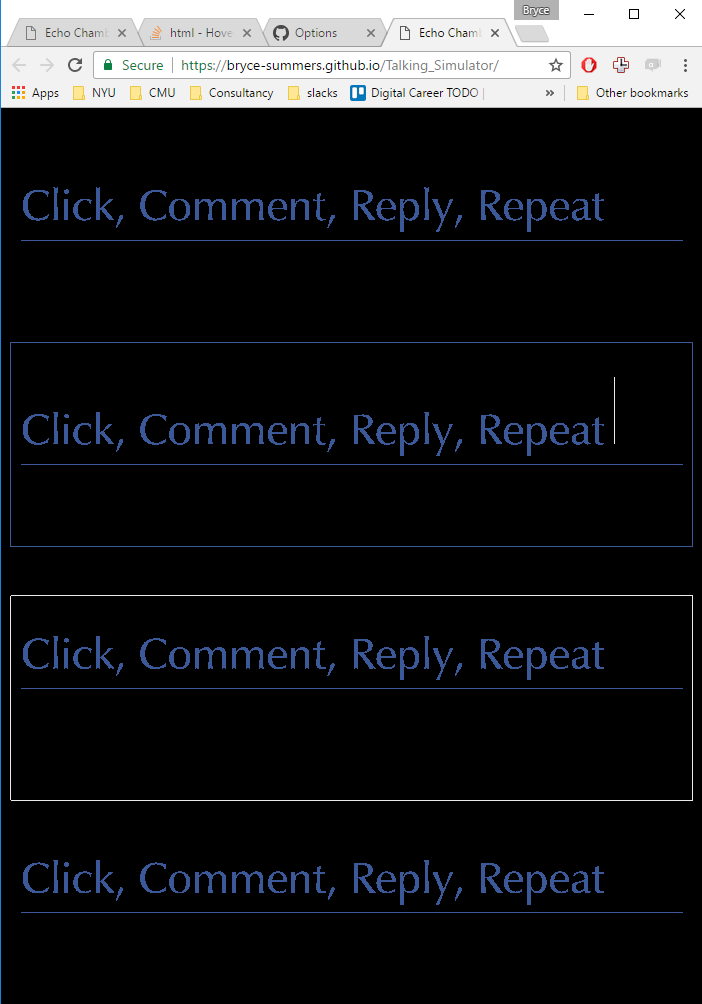 Bryce
Echo Cham
html - Hove
Options
Echo Cham
Secure https://bryce-summers.github.io/Talking_Simulator/
Apps NYU CMU Consultancy slacks Digital Career TODO | » Other bookmarks
Click, Comment, Reply, Repeat
Click, Comment, Reply, Repeat
Click, Comment, Reply, Repeat
Click, Comment, Reply, Repeat